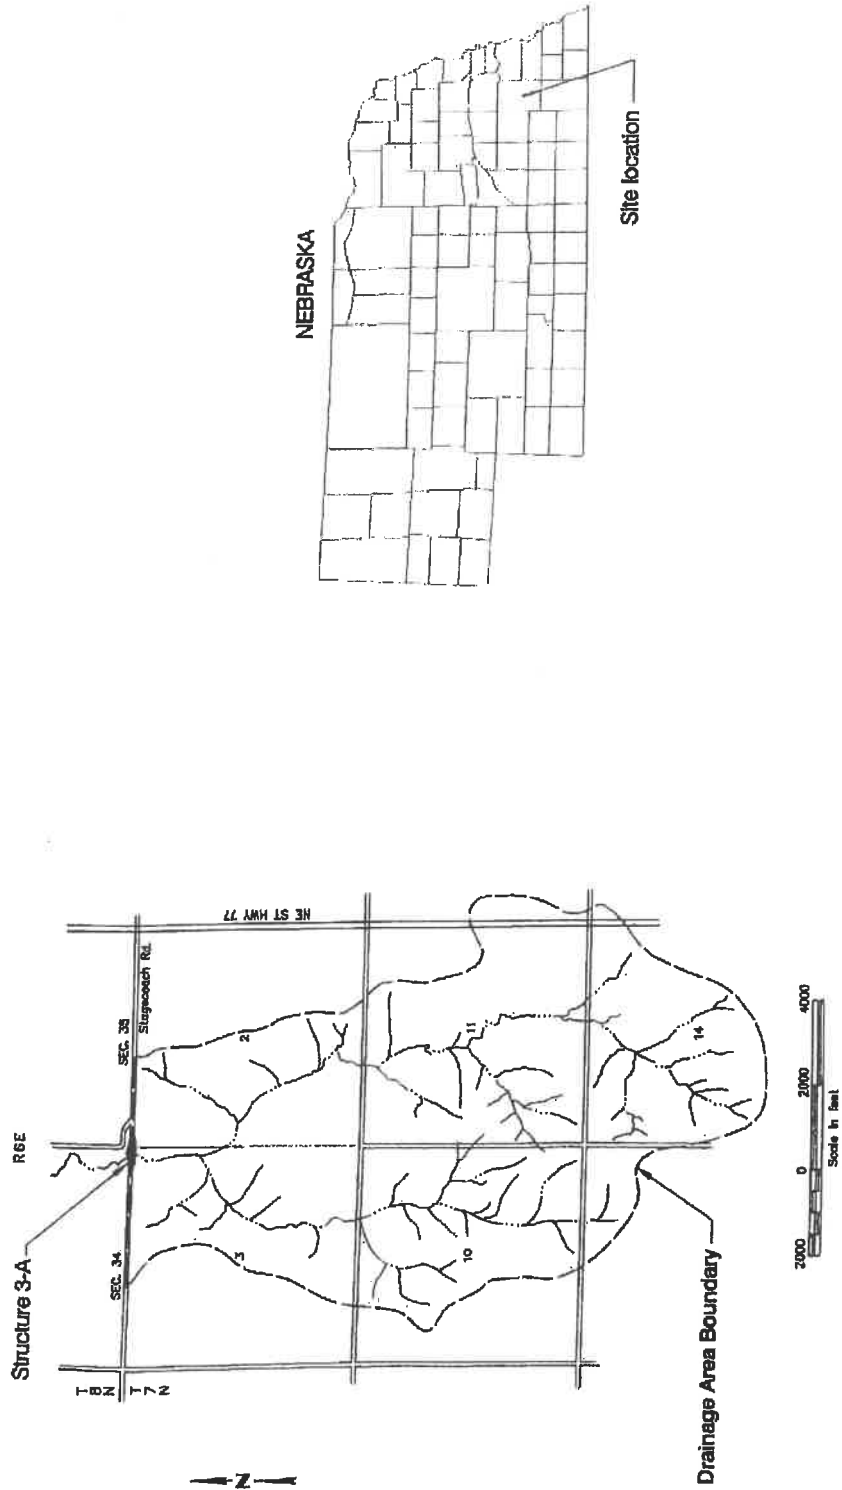 NEBRASKA
Site location
R6E
Structure 3-A
SEC. 34
SEC. 35
Stagecoach Rd.
NE ST HWY 77
T
8
N
T
7
N
N
2
3
10
11
14
Drainage Area Boundary
2000
0
2000
4000
Scale in feet